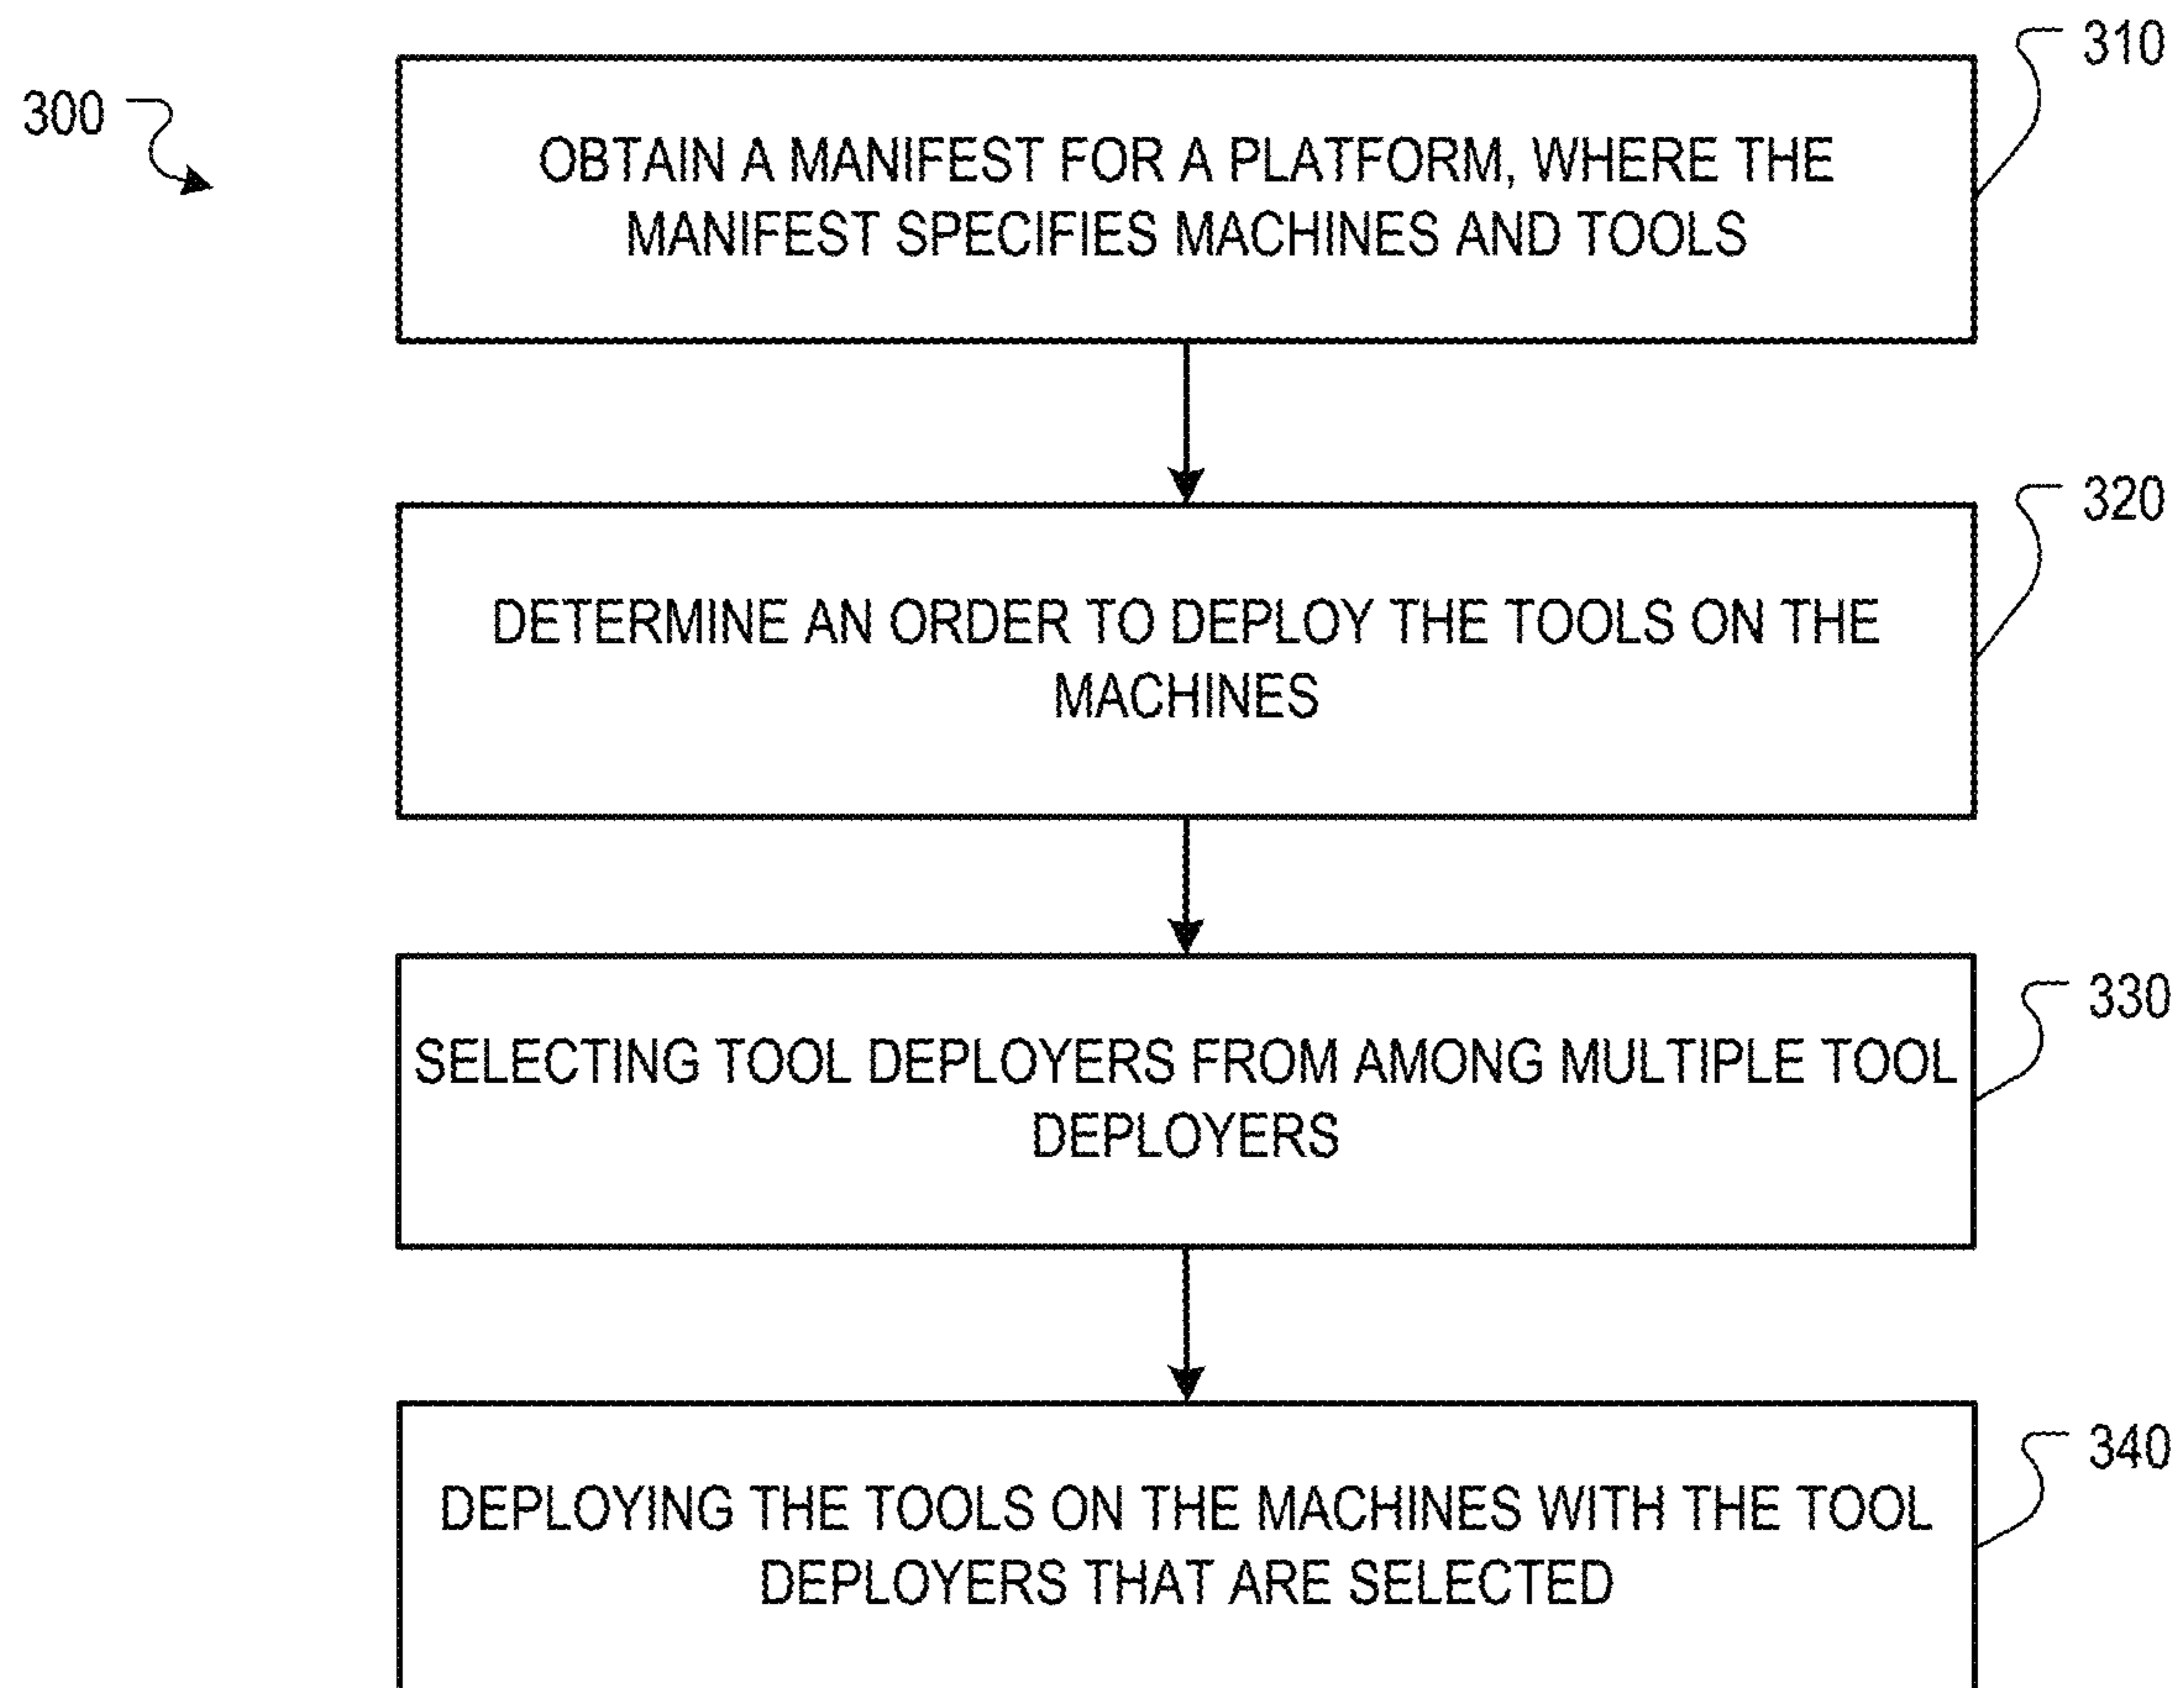 310
300
OBTAIN A MANIFEST FOR A PLATFORM, WHERE THE
MANIFEST SPECIFIES MACHINES AND TOOLS
320
DETERMINE AN ORDER TO DEPLOY THE TOOLS ON THE
MACHINES
330
SELECTING TOOL DEPLOYERS FROM AMONG MULTIPLE TOOL
DEPLOYERS
340
DEPLOYING THE TOOLS ON THE MACHINES WITH THE TOOL
DEPLOYERS THAT ARE SELECTED